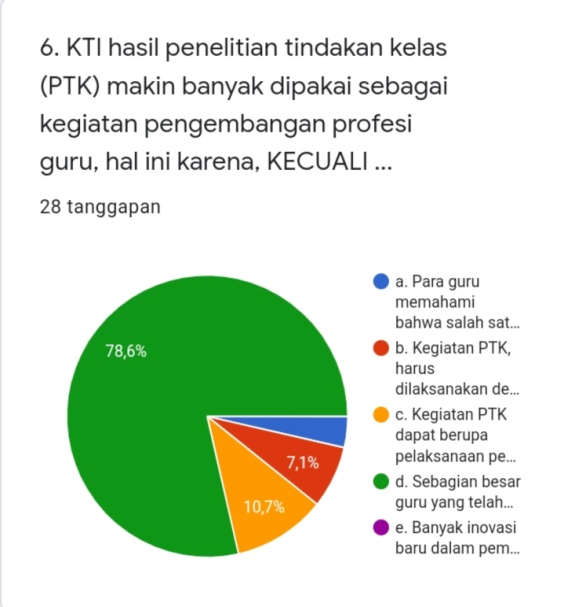 6. KTI hasil penelitian tindakan kelas
(PTK) makin banyak dipakai sebagai
kegiatan pengembangan profesi
guru, hal ini karena, KECUALI ...
28 tanggapan
78,6%
7,1%
10,7%
a. Para guru
memahami
bahwa salah sat...
b. Kegiatan PTK,
harus
dilaksanakan de...
c. Kegiatan PTK
dapat berupa
pelaksanaan pe...
d. Sebagian besar
guru yang telah...
e. Banyak inovasi
baru dalam pem...